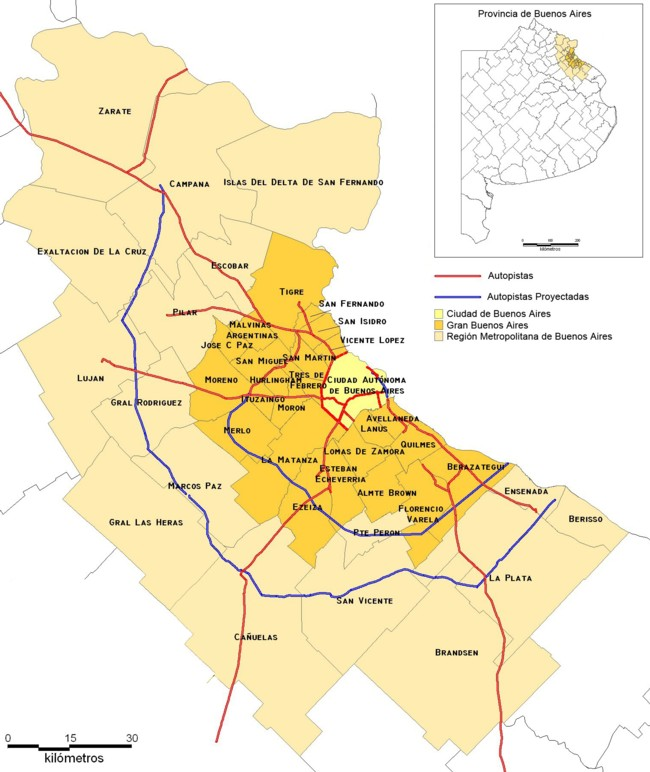 Provincia de Buenos Aires
0 100 200
kilómetros
Autopistas
Autopistas Proyectadas
Ciudad de Buenos Aires
Gran Buenos Aires
Región Metropolitana de Buenos Aires
ZARATE
CAMPANA
ISLAS DEL DELTA DE SAN FERNANDO
EXALTACION DE LA CRUZ
ESCOBAR
TIGRE
SAN FERNANDO
PILAR
SAN ISIDRO
MALVINAS
ARGENTINAS
VICENTE LOPEZ
JOSE C PAZ
SAN MIGUEL
SAN MARTIN
LUJAN
MORENO
HURLINGHAM
TRES DE
FEBRERO
CIUDAD AUTÓNOMA
DE BUENOS AIRES
GRAL RODRIGUEZ
ITUZAINGO
MORON
AVELLANEDA
LANUS
MERLO
QUILMES
LOMAS DE ZAMORA
LA MATANZA
BERAZATEGUI
ESTEBAN
ECHEVERRIA
MARCOS PAZ
ALMTE BROWN
ENSENADA
EZEIZA
FLORENCIO
VARELA
GRAL LAS HERAS
BERISSO
PTE PERON
LA PLATA
SAN VICENTE
CAÑUELAS
BRANDSEN
0 15 30
kilómetros